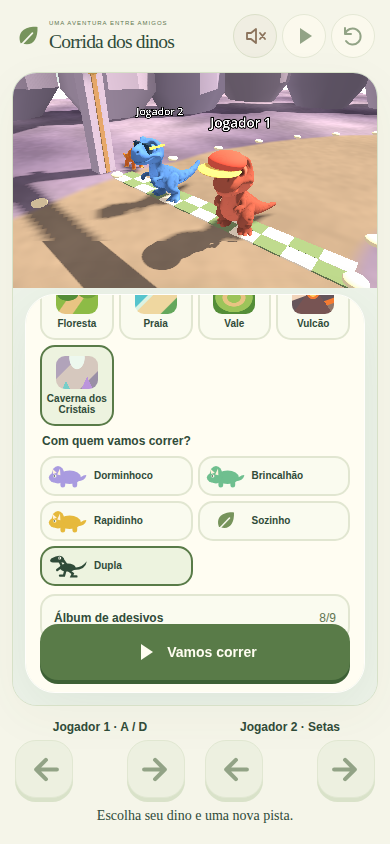 UMA AVENTURA ENTRE AMIGOS
Corrida dos dinos
Jogador 2
Jogador 1
Floresta
Praia
Vale
Vulcão
Caverna dos
Cristais
Com quem vamos correr?
Dorminhoco
Brincalhão
Rapidinho
Sozinho
Dupla
Álbum de adesivos
8/9
Vamos correr
Jogador 1 · A / D
Jogador 2 · Setas
Escolha seu dino e uma nova pista.